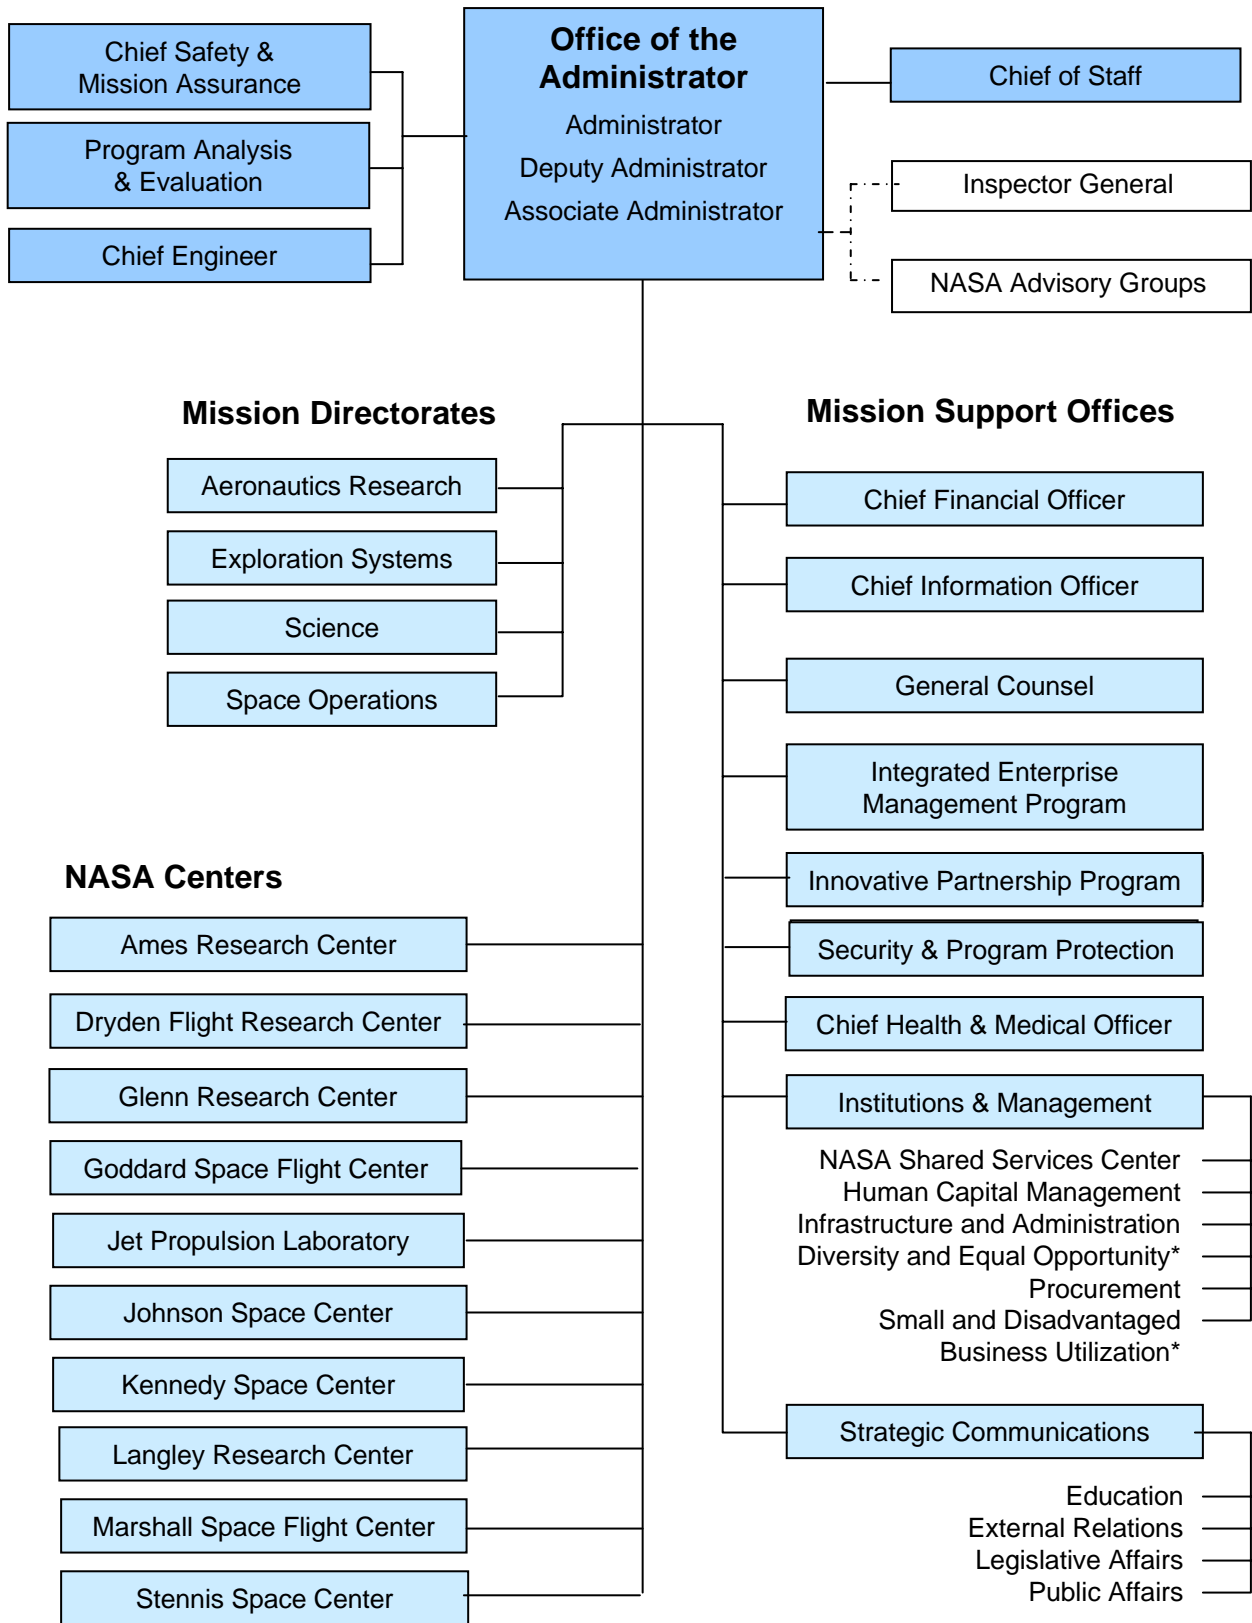 Chief Safety &
Mission Assurance
Program Analysis
& Evaluation
Chief Engineer
Office of the
Administrator
Administrator
Deputy Administrator
Associate Administrator
Chief of Staff
Inspector General
NASA Advisory Groups
Mission Directorates
Aeronautics Research
Exploration Systems
Science
Space Operations
NASA Centers
Ames Research Center
Dryden Flight Research Center
Glenn Research Center
Goddard Space Flight Center
Jet Propulsion Laboratory
Johnson Space Center
Kennedy Space Center
Langley Research Center
Marshall Space Flight Center
Stennis Space Center
Mission Support Offices
Chief Financial Officer
Chief Information Officer
General Counsel
Integrated Enterprise
Management Program
Innovative Partnership Program
Security & Program Protection
Chief Health & Medical Officer
Institutions & Management
NASA Shared Services Center
Human Capital Management
Infrastructure and Administration
Diversity and Equal Opportunity*
Procurement
Small and Disadvantaged
Business Utilization*
Strategic Communications
Education
External Relations
Legislative Affairs
Public Affairs